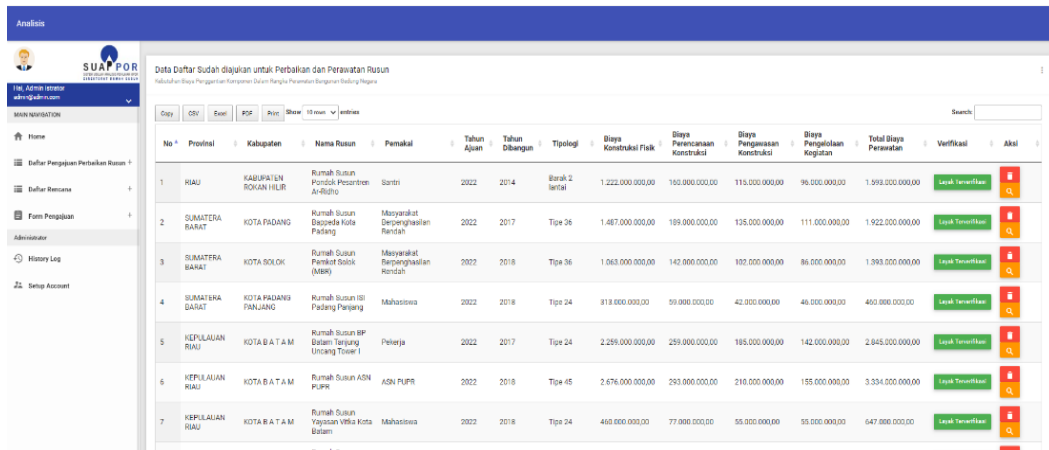 Analisis
SUAPPOR
Hai, Admin Istrator
admin@admin.com
MAIN NAVIGATION
Home
Daftar Pengajuan Perbaikan Rusun +
Daftar Rencana +
Form Pengajuan +
Administrator
History Log
Setup Account
Data Daftar Sudah diajukan untuk Perbaikan dan Perawatan Rusun
Kebutuhan Biaya Penggantian Komponen Dalam Rangka Perawatan Bangunan Gedung Negara
Copy CSV Excel PDF Print Show 10 rows entries Search:
No Provinsi Kabupaten Nama Rusun Pemakai Tahun Ajuan Tahun Dibangun Tipologi Biaya Konstruksi Fisik Biaya Perencanaan Konstruksi Biaya Pengawasan Konstruksi Biaya Pengelolaan Kegiatan Total Biaya Perawatan Verifikasi Aksi
1 RIAU KABUPATEN ROKAN HILIR Rumah Susun Pondok Pesantren Ar-Ridho Santri 2022 2014 Barak 2 lantai 1.222.000.000,00 160.000.000,00 115.000.000,00 96.000.000,00 1.593.000.000,00 Layak Terverifikasi
2 SUMATERA BARAT KOTA PADANG Rumah Susun Bappeda Kota Padang Masyarakat Berpenghasilan Rendah 2022 2017 Tipe 36 1.487.000.000,00 189.000.000,00 135.000.000,00 111.000.000,00 1.922.000.000,00 Layak Terverifikasi
3 SUMATERA BARAT KOTA SOLOK Rumah Susun Pemkot Solok (MBR) Masyarakat Berpenghasilan Rendah 2022 2018 Tipe 36 1.063.000.000,00 142.000.000,00 102.000.000,00 86.000.000,00 1.393.000.000,00 Layak Terverifikasi
4 SUMATERA BARAT KOTA PADANG PANJANG Rumah Susun ISI Padang Panjang Mahasiswa 2022 2018 Tipe 24 313.000.000,00 59.000.000,00 42.000.000,00 46.000.000,00 460.000.000,00 Layak Terverifikasi
5 KEPULAUAN RIAU KOTA B A T A M Rumah Susun BP Batam Tanjung Uncang Tower I Pekerja 2022 2017 Tipe 24 2.259.000.000,00 259.000.000,00 185.000.000,00 142.000.000,00 2.845.000.000,00 Layak Terverifikasi
6 KEPULAUAN RIAU KOTA B A T A M Rumah Susun ASN PUPR ASN PUPR 2022 2018 Tipe 45 2.676.000.000,00 293.000.000,00 210.000.000,00 155.000.000,00 3.334.000.000,00 Layak Terverifikasi
7 KEPULAUAN RIAU KOTA B A T A M Rumah Susun Yayasan Vitka Kota Batam Mahasiswa 2022 2018 Tipe 24 460.000.000,00 77.000.000,00 55.000.000,00 55.000.000,00 647.000.000,00 Layak Terverifikasi